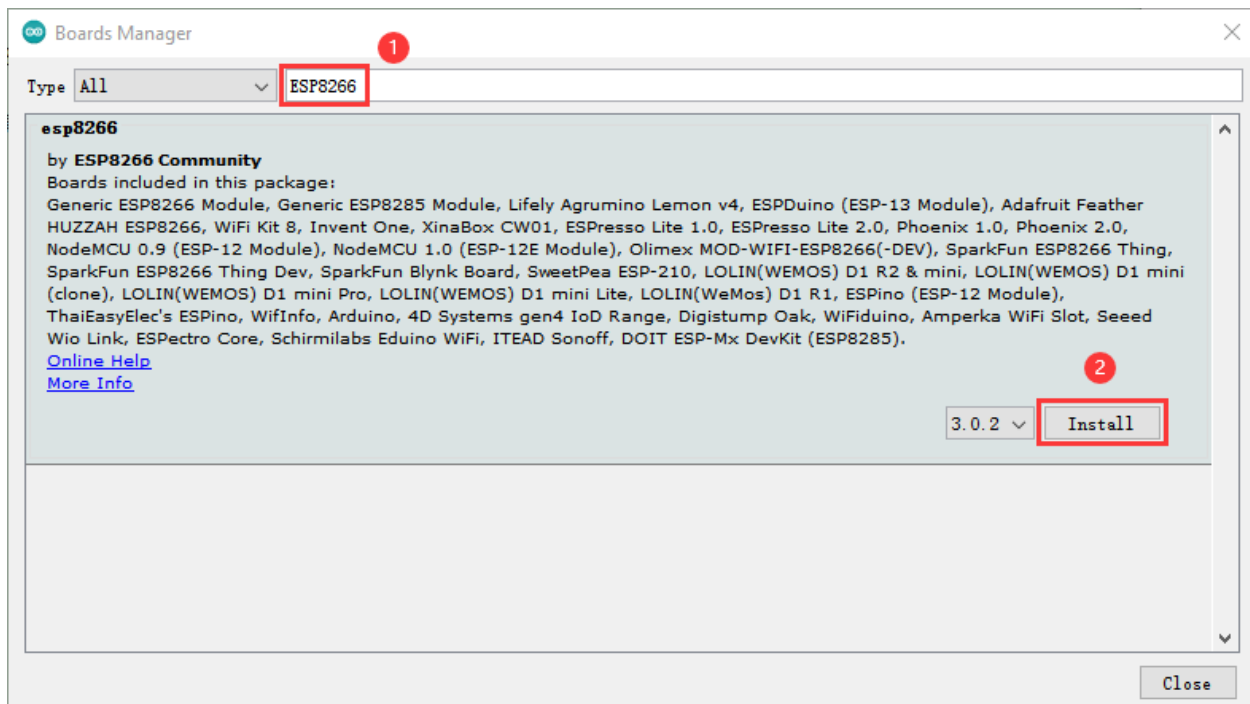 Boards Manager
1
Type All ESP8266
esp8266
by ESP8266 Community
Boards included in this package:
Generic ESP8266 Module, Generic ESP8285 Module, Lifely Agrumino Lemon v4, ESPDuino (ESP-13 Module), Adafruit Feather
HUZZAH ESP8266, WiFi Kit 8, Invent One, XinaBox CW01, ESPresso Lite 1.0, ESPresso Lite 2.0, Phoenix 1.0, Phoenix 2.0,
NodeMCU 0.9 (ESP-12 Module), NodeMCU 1.0 (ESP-12E Module), Olimex MOD-WIFI-ESP8266(-DEV), SparkFun ESP8266 Thing,
SparkFun ESP8266 Thing Dev, SparkFun Blynk Board, SweetPea ESP-210, LOLIN(WEMOS) D1 R2 & mini, LOLIN(WEMOS) D1 mini
(clone), LOLIN(WEMOS) D1 mini Pro, LOLIN(WEMOS) D1 mini Lite, LOLIN(WeMos) D1 R1, ESPino (ESP-12 Module),
ThaiEasyElec's ESPino, WifInfo, Arduino, 4D Systems gen4 IoD Range, Digistump Oak, WiFiduino, Amperka WiFi Slot, Seeed
Wio Link, ESPectro Core, Schirmilabs Eduino WiFi, ITEAD Sonoff, DOIT ESP-Mx DevKit (ESP8285).
Online Help
More Info
2
3.0.2 Install
Close